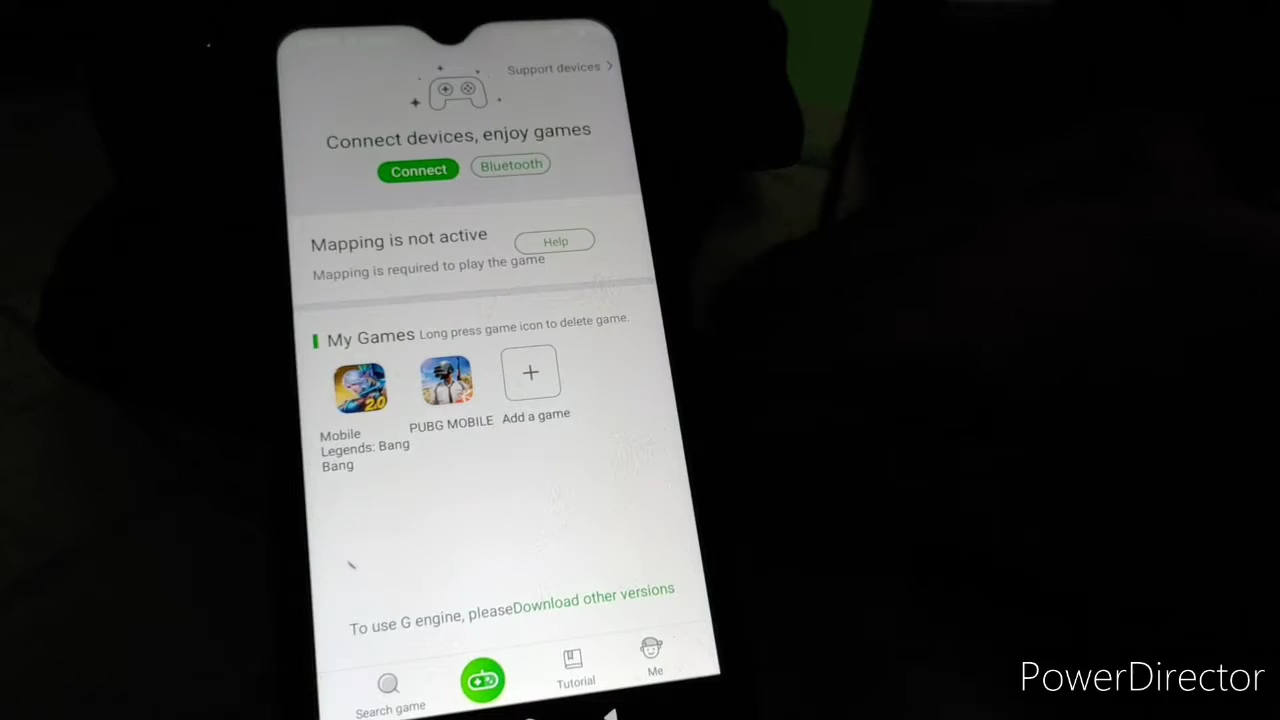 Support devices >
Connect devices, enjoy games
Connect
Bluetooth
Mapping is not active
Help
Mapping is required to play the game
My Games Long press game icon to delete game.
2.0
+
Mobile
Legends: Bang
Bang
PUBG MOBILE
Add a game
To use G engine, pleaseDownload other versions
Search game
Tutorial
Me
PowerDirector